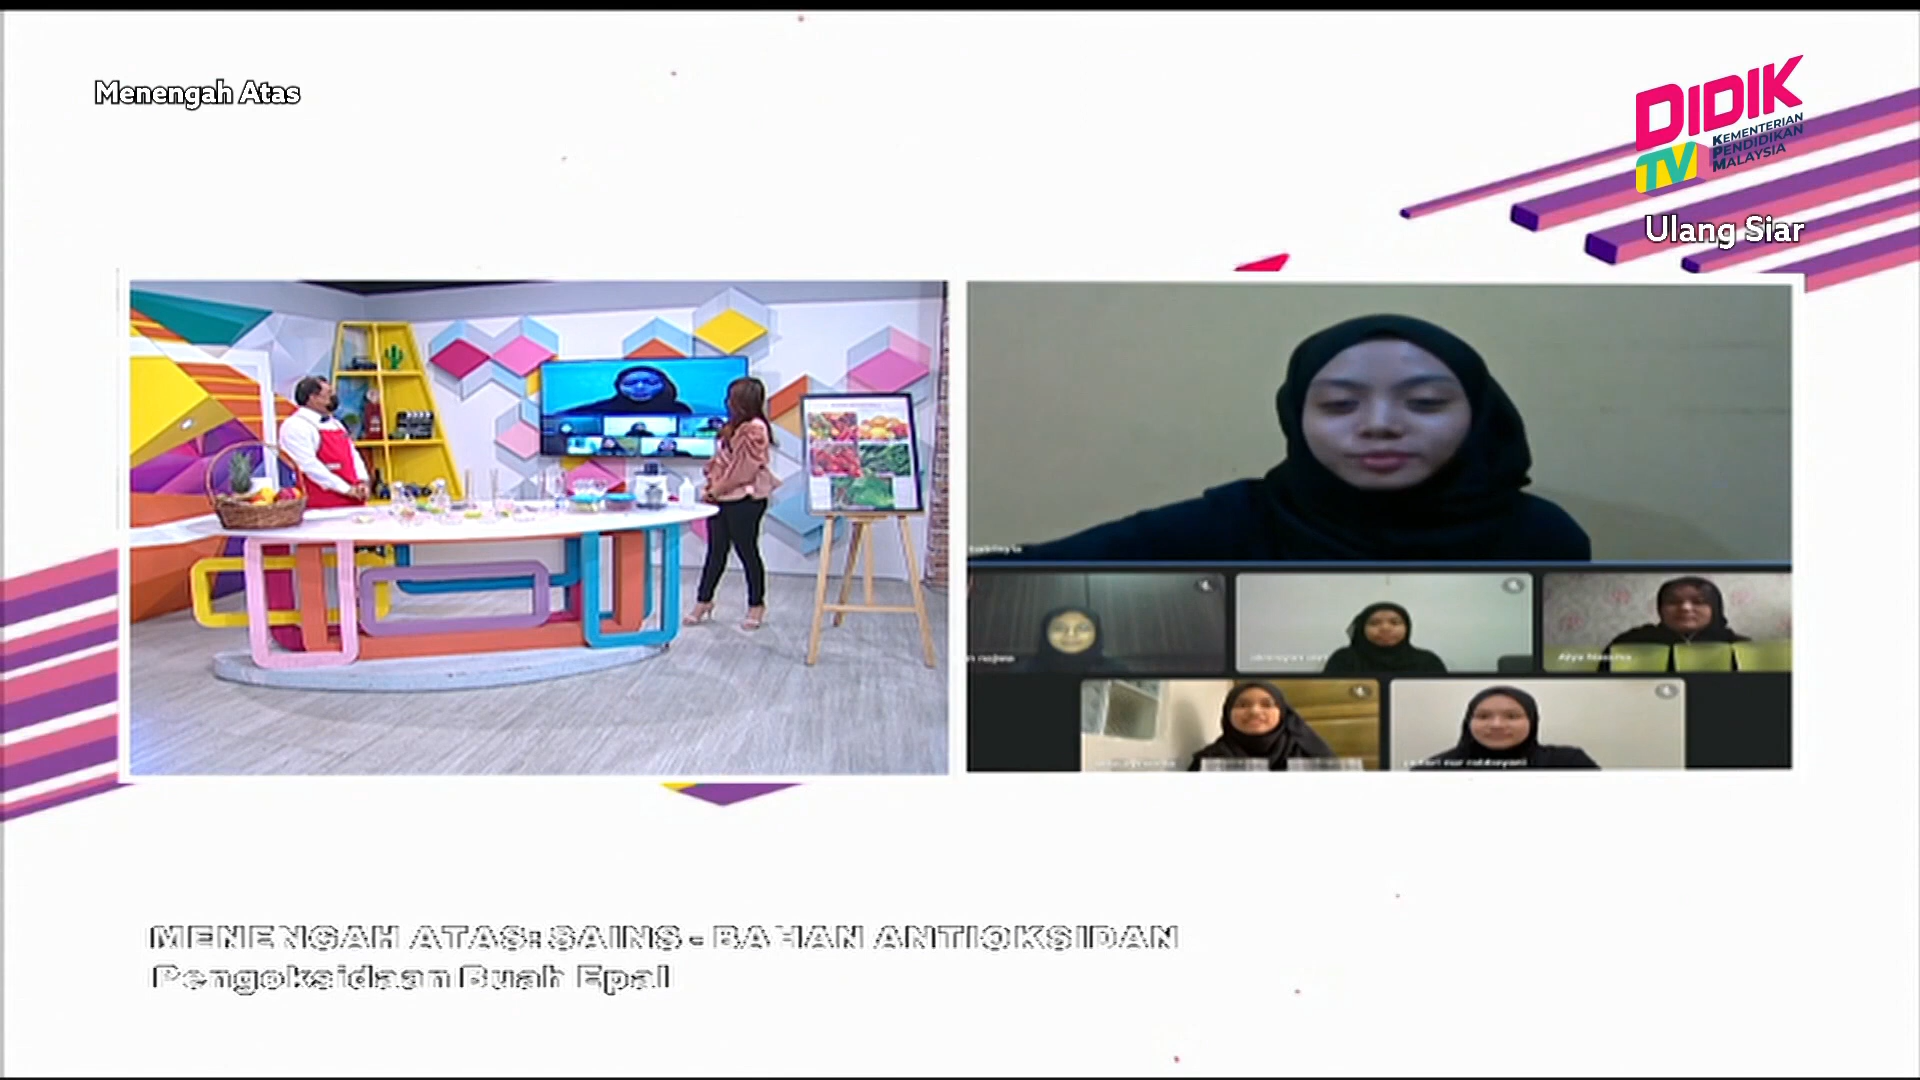 Menengah Atas
DIDIK
TV
KEMENTERIAN
PENDIDIKAN
MALAYSIA
Ulang Siar
MENENGAH ATAS: SAINS - BAHAN ANTIOKSIDAN
Pengoksidaan Buah Epal